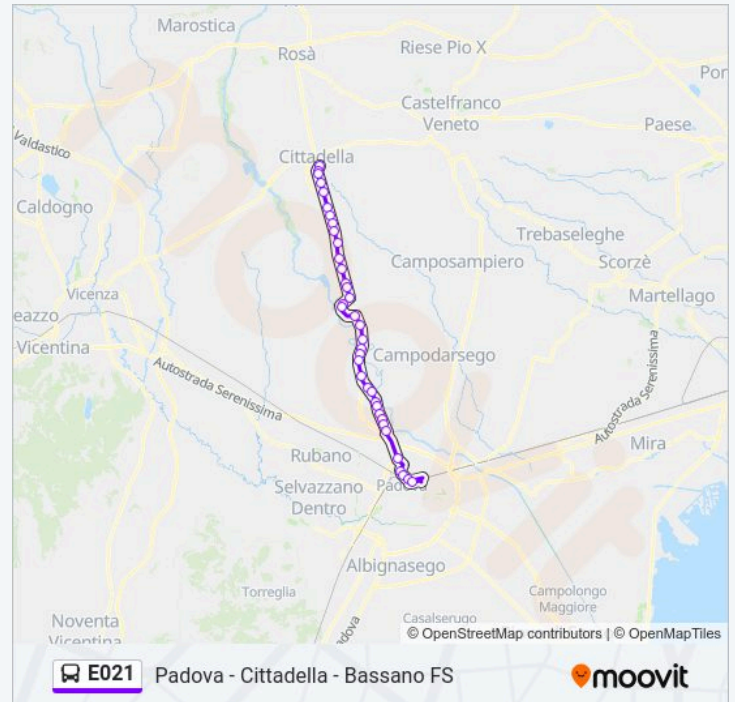 Marostica
Rosà
Riese Pio X
Castelfranco
Veneto
Paese
Valdastico
Cittadella
Caldogno
Trebaseleghe
Camposampiero
Scorzè
Vicenza
Martellago
eazzo
Vicentina
Campodarsego
Autostrada Serenissima
Autostrada Serenissima
Mira
Rubano
Selvazzano
Dentro
Padova
Albignasego
Torreglia
Campolongo
Maggiore
Noventa
Vicentina
Casalserugo
dova
© OpenStreetMap contributors | © OpenMapTiles
E021 Padova - Cittadella - Bassano FS
moovit